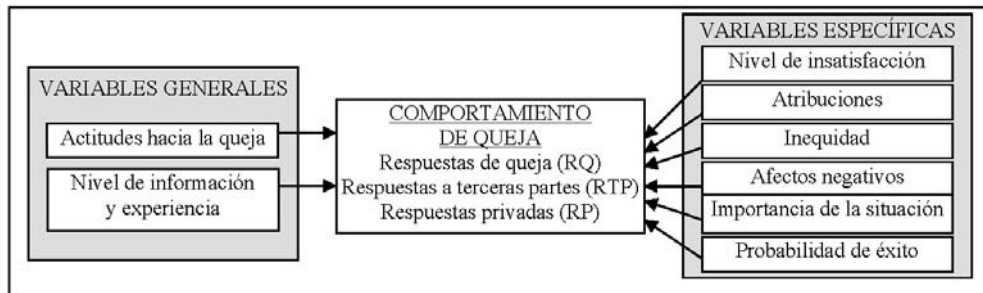 VARIABLES GENERALES
Actitudes hacia la queja
Nivel de información
y experiencia
COMPORTAMIENTO
DE QUEJA
Respuestas de queja (RQ)
Respuestas a terceras partes (RTP)
Respuestas privadas (RP)
VARIABLES ESPECÍFICAS
Nivel de insatisfacción
Atribuciones
Inequidad
Afectos negativos
Importancia de la situación
Probabilidad de éxito